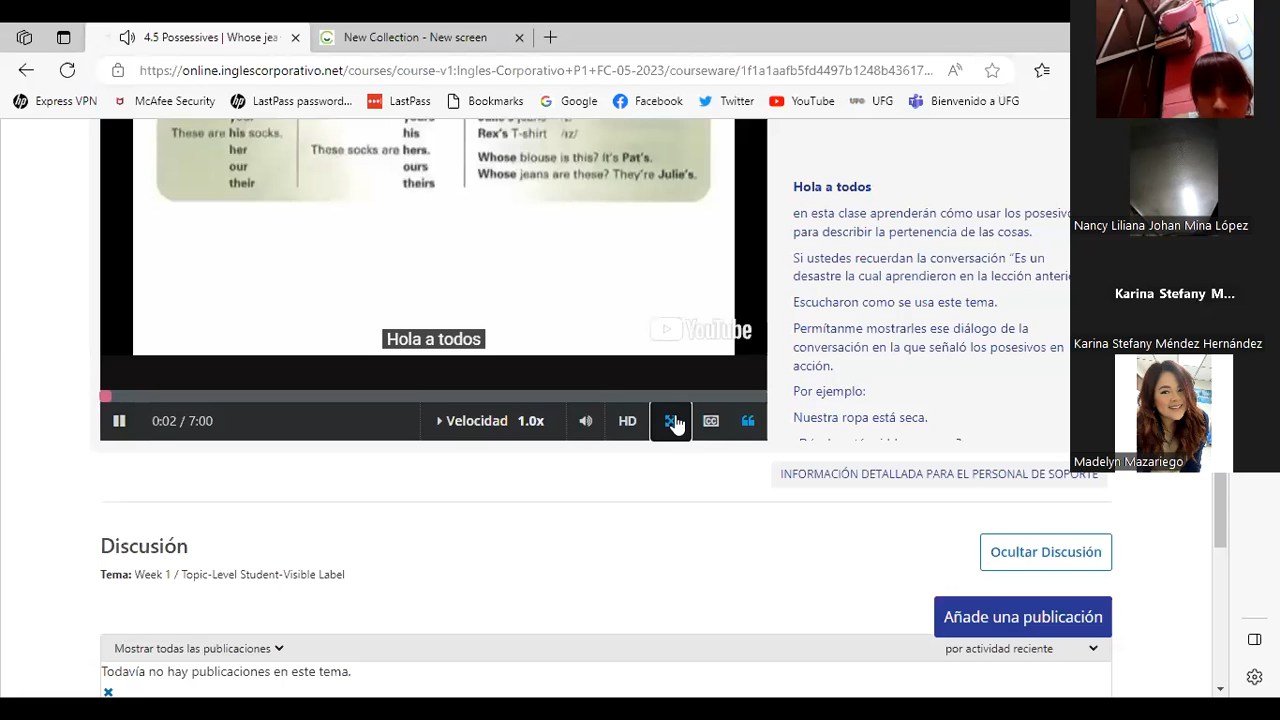 4.5 Possessives | Whose jea
New Collection - New screen
https://online.inglescorporativo.net/courses/course-v1:Ingles-Corporativo+P1+FC-05-2023/courseware/1f1a1aafb5fd4497b1248b43617...
Express VPN McAfee Security LastPass password... LastPass Bookmarks Google Facebook Twitter YouTube UFG Bienvenido a UFG
These are his socks.
her
our
their
yours
his
These socks are hers.
ours
theirs
Rex's T-shirt /ɪz/
Whose blouse is this? It's Pat's.
Whose jeans are these? They're Julie's.
YouTube
Hola a todos
0:02 / 7:00
Velocidad 1.0x
HD
CC
Hola a todos
en esta clase aprenderán cómo usar los posesivo
para describir la pertenencia de las cosas.
Si ustedes recuerdan la conversación “Es un
desastre la cual aprendieron en la lección anteri
Escucharon como se usa este tema.
Permítanme mostrarles ese diálogo de la
conversación en la que señaló los posesivos en
acción.
Por ejemplo:
Nuestra ropa está seca.
INFORMACIÓN DETALLADA PARA EL PERSONAL DE SOPORTE
Discusión
Ocultar Discusión
Tema: Week 1 / Topic-Level Student-Visible Label
Añade una publicación
Mostrar todas las publicaciones
por actividad reciente
Todavía no hay publicaciones en este tema.
Nancy Liliana Johan Mina López
Karina Stefany M...
Karina Stefany Méndez Hernández
Madelyn Mazariego